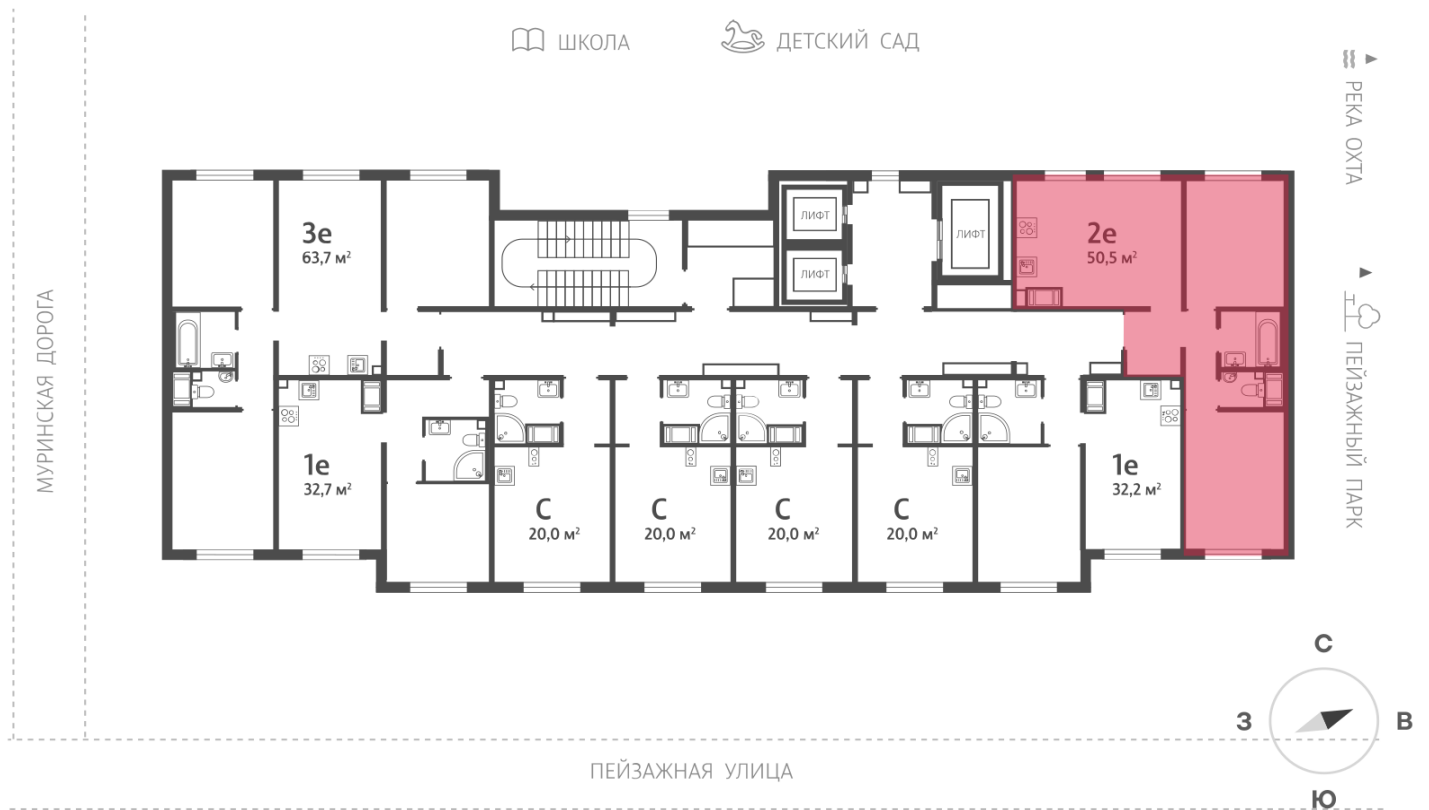 ШКОЛА
ДЕТСКИЙ САД
РЕКА ОХТА
ПЕЙЗАЖНЫЙ ПАРК
МУРИНСКАЯ ДОРОГА
3е
63,7 м²
ЛИФТ
ЛИФТ
ЛИФТ
2е
50,5 м²
1е
32,7 м²
С
20,0 м²
С
20,0 м²
С
20,0 м²
С
20,0 м²
1е
32,2 м²
С
З
В
Ю
ПЕЙЗАЖНАЯ УЛИЦА